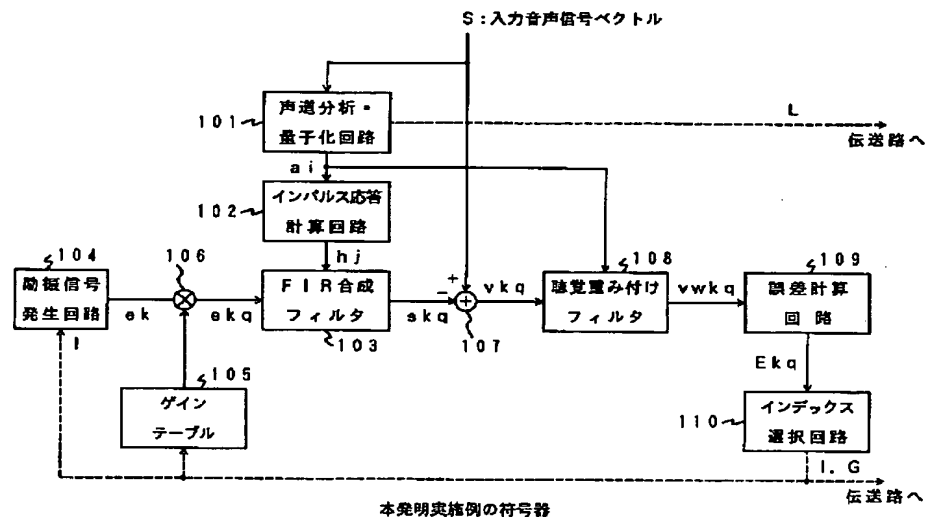 S：入力音声信号ベクトル
声道分析・
量子化回路
101
L
伝送路へ
ai
インパルス応答
計算回路
102
hj
104
励振信号
発生回路
106
ek
ekq
FIR合成
フィルタ
103
skq
+
-
107
vkq
108
聴覚重み付け
フィルタ
vwkq
109
誤差計算
回路
I
105
ゲイン
テーブル
Ekq
110
インデックス
選択回路
I，G
伝送路へ
本発明実施例の符号器